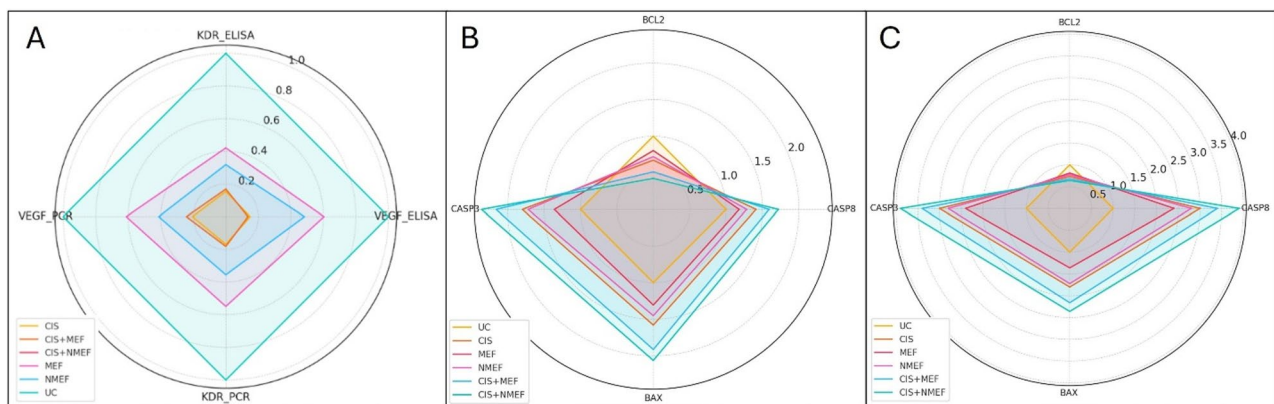 A
KDR_ELISA
1.0
0.8
0.6
0.4
0.2
VEGF_PCR
VEGF_ELISA
KDR_PCR
CIS
CIS+MEF
CIS+NMEF
MEF
NMEF
UC
B
BCL2
2.0
1.5
1.0
0.5
CASP3
CASP8
BAX
UC
CIS
MEF
NMEF
CIS+MEF
CIS+NMEF
C
BCL2
4.0
3.5
3.0
2.5
2.0
1.5
1.0
0.5
CASP3
CASP8
BAX
UC
CIS
MEF
NMEF
CIS+MEF
CIS+NMEF